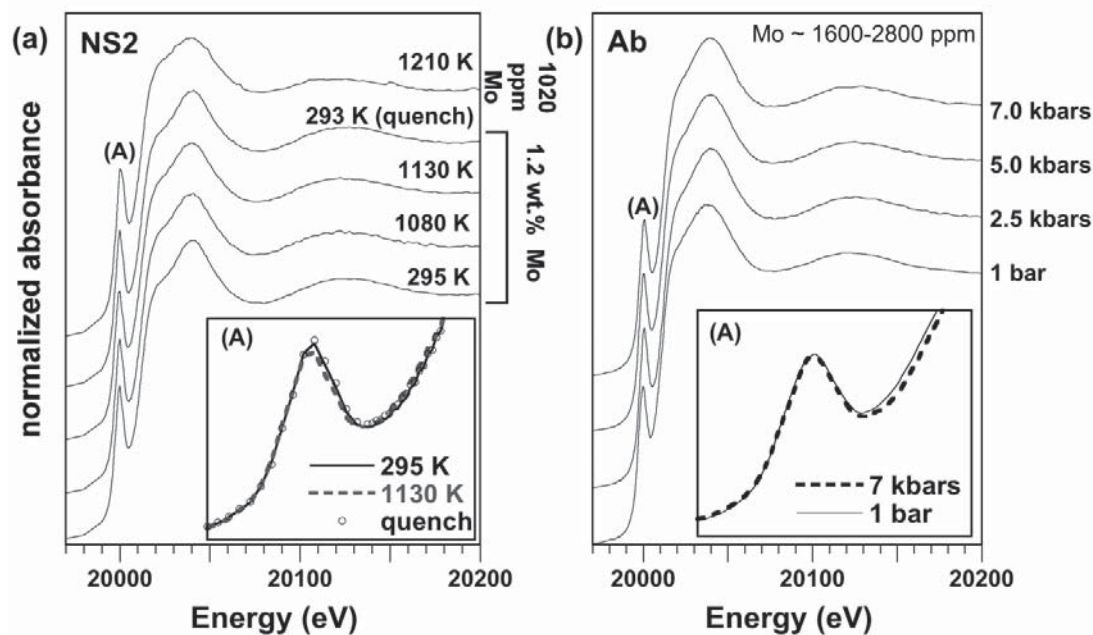 (a) NS2
1210 K
1020 ppm Mo
293 K (quench)
(A)
1130 K
1080 K
295 K
1.2 wt.% Mo
(A)
295 K
1130 K
quench
normalized absorbance
20000 20100 20200
Energy (eV)
(b) Ab
Mo ~ 1600-2800 ppm
7.0 kbars
5.0 kbars
(A)
2.5 kbars
1 bar
(A)
7 kbars
1 bar
20000 20100 20200
Energy (eV)